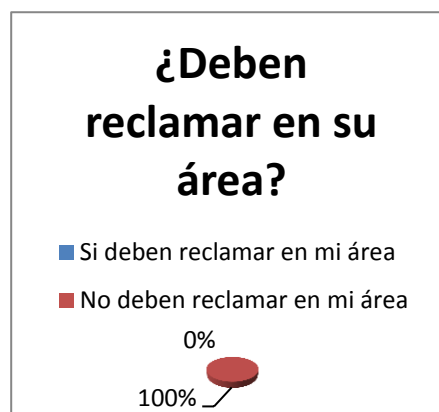 ¿Deben
reclamar en su
área?
Si deben reclamar en mi área
No deben reclamar en mi área
0%
100%